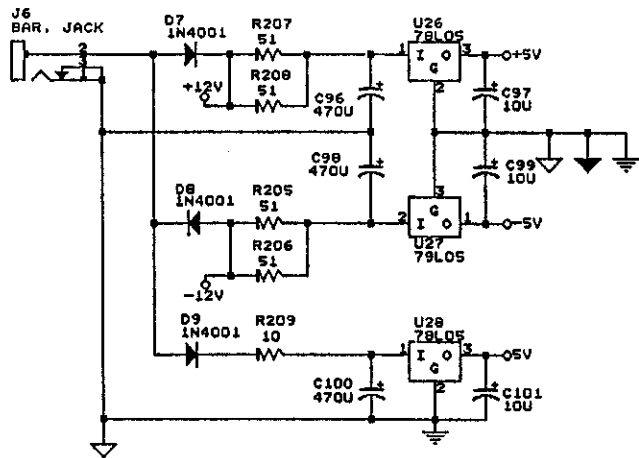 J6
BAR. JACK
2
3
1
D7
1N4001
R207
51
R208
51
+12V
C96
470U
+
U26
78L05
1
I
O
3
G
2
+5V
+
C97
10U
C98
470U
+
D8
1N4001
R205
51
R206
51
-12V
3
G
2
I
O
1
U27
79L05
-5V
+
C99
10U
D9
1N4001
R209
10
C100
470U
+
U28
78L05
1
I
O
3
G
2
5V
+
C101
10U